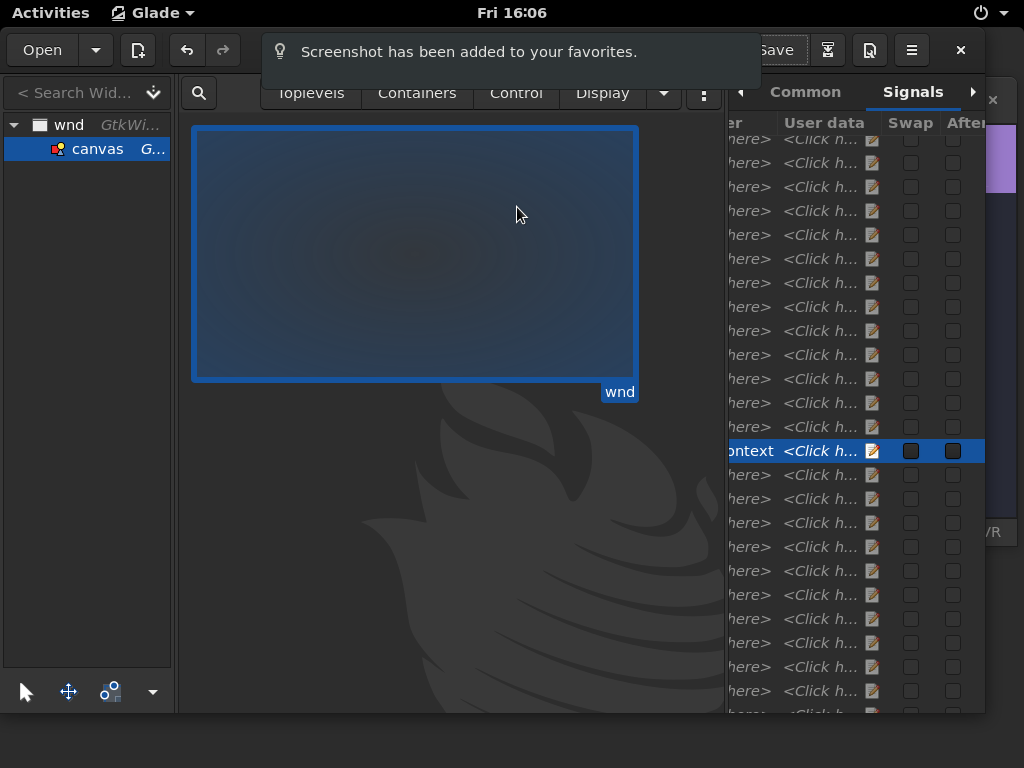 Activities Glade Fri 16:06
Open Screenshot has been added to your favorites. Save
< Search Wid... Toplevels Containers Control Display Common Signals
er User data Swap After
wnd GtkWi...
canvas G...
here> <Click h...
here> <Click h...
here> <Click h...
here> <Click h...
here> <Click h...
here> <Click h...
here> <Click h...
here> <Click h...
here> <Click h...
here> <Click h...
here> <Click h...
here> <Click h...
here> <Click h...
wnd
ontext <Click h...
here> <Click h...
here> <Click h...
here> <Click h...
here> <Click h...
VR
here> <Click h...
here> <Click h...
here> <Click h...
here> <Click h...
here> <Click h...
here> <Click h...